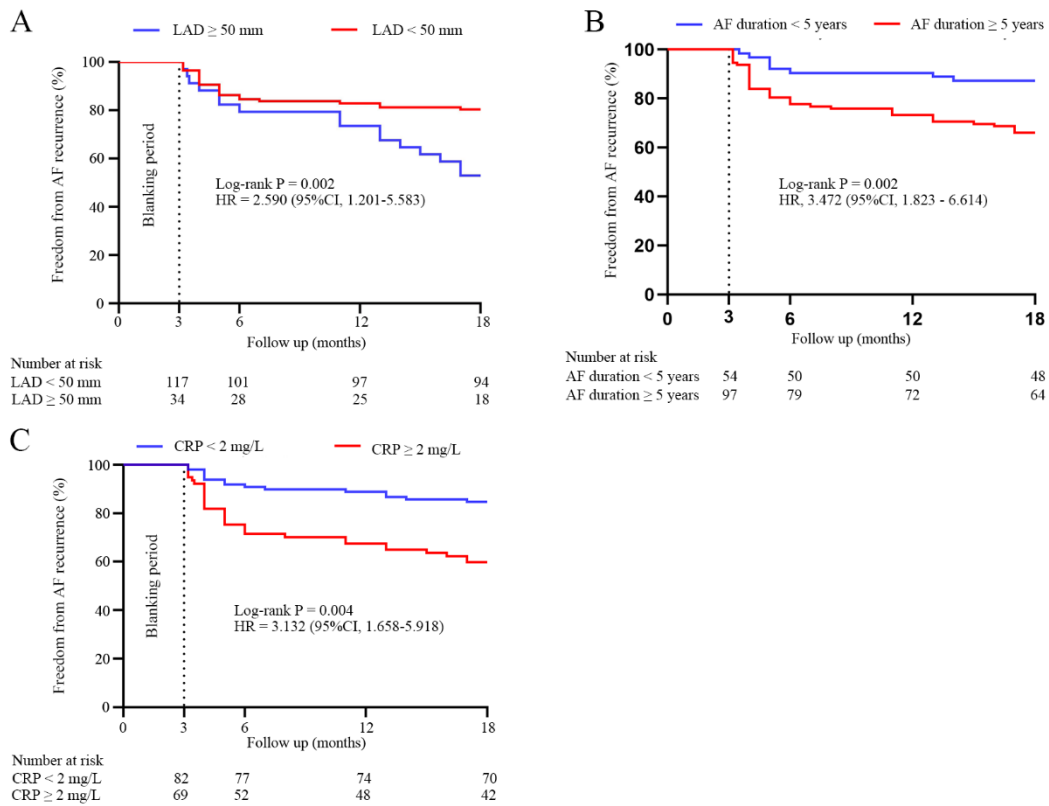 A
LAD ≥ 50 mm LAD < 50 mm
Freedom from AF recurrence (%)
100
80
60
40
20
0
Blanking period
Log-rank P = 0.002
HR = 2.590 (95%CI, 1.201-5.583)
0 3 6 12 18
Follow up (months)
Number at risk
LAD < 50 mm 117 101 97 94
LAD ≥ 50 mm 34 28 25 18
B
AF duration < 5 years AF duration ≥ 5 years
Freedom from AF recurrence (%)
100
80
60
40
20
0
Log-rank P = 0.002
HR, 3.472 (95%CI, 1.823 - 6.614)
0 3 6 12 18
Follow up (months)
Number at risk
AF duration < 5 years 54 50 50 48
AF duration ≥ 5 years 97 79 72 64
C
CRP < 2 mg/L CRP ≥ 2 mg/L
Freedom from AF recurrence (%)
100
80
60
40
20
0
Blanking period
Log-rank P = 0.004
HR = 3.132 (95%CI, 1.658-5.918)
0 3 6 12 18
Follow up (months)
Number at risk
CRP < 2 mg/L 82 77 74 70
CRP ≥ 2 mg/L 69 52 48 42